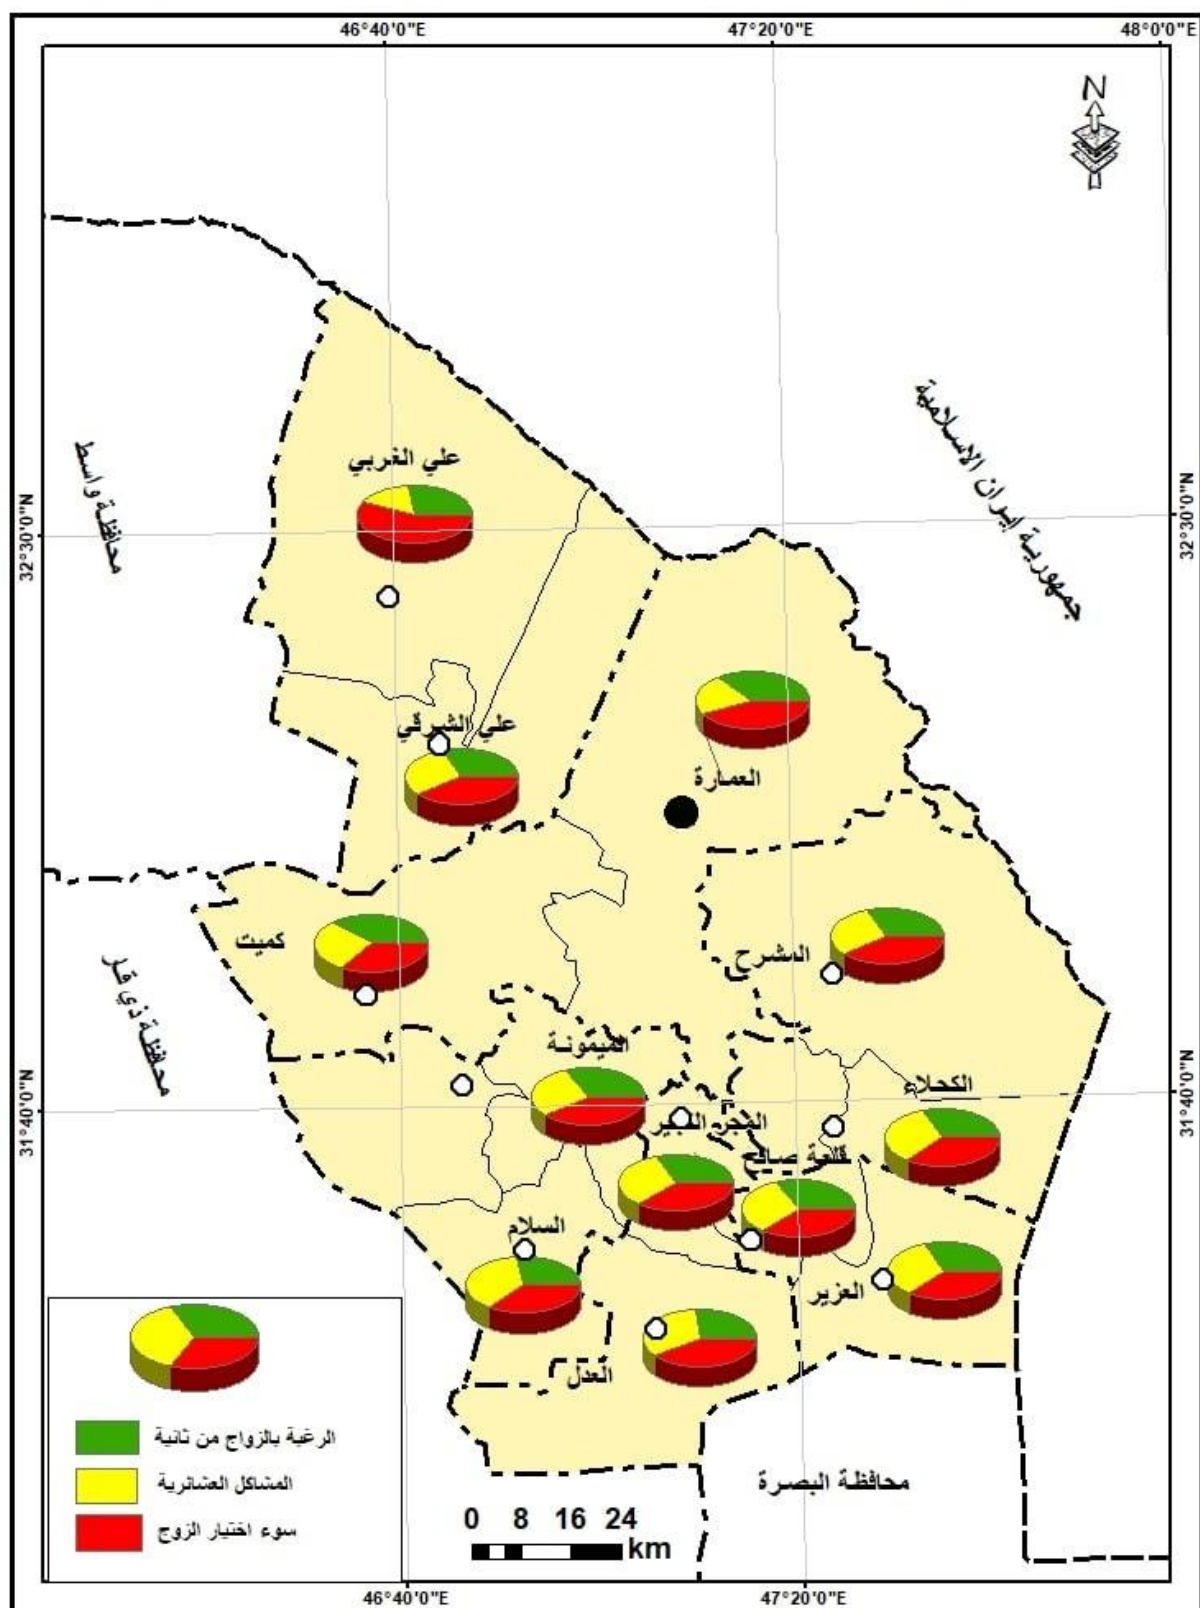 46°40'0"E
47°20'0"E
48°0'0"E
N
جمهورية إيران الاسلامية
محافظة واسط
علي الغربي
32°30'0"N
32°30'0"N
علي الشرقي
العمارة
كميت
المشرح
محافظة ذي قار
الميمونة
الكحلاء
المجر الكبير
31°40'0"N
31°40'0"N
قلعة صالح
السلام
العزير
العدل
الرغبة بالزواج من ثانية
المشاكل العشائرية
سوء اختيار الزوج
محافظة البصرة
0 8 16 24
km
46°40'0"E
47°20'0"E